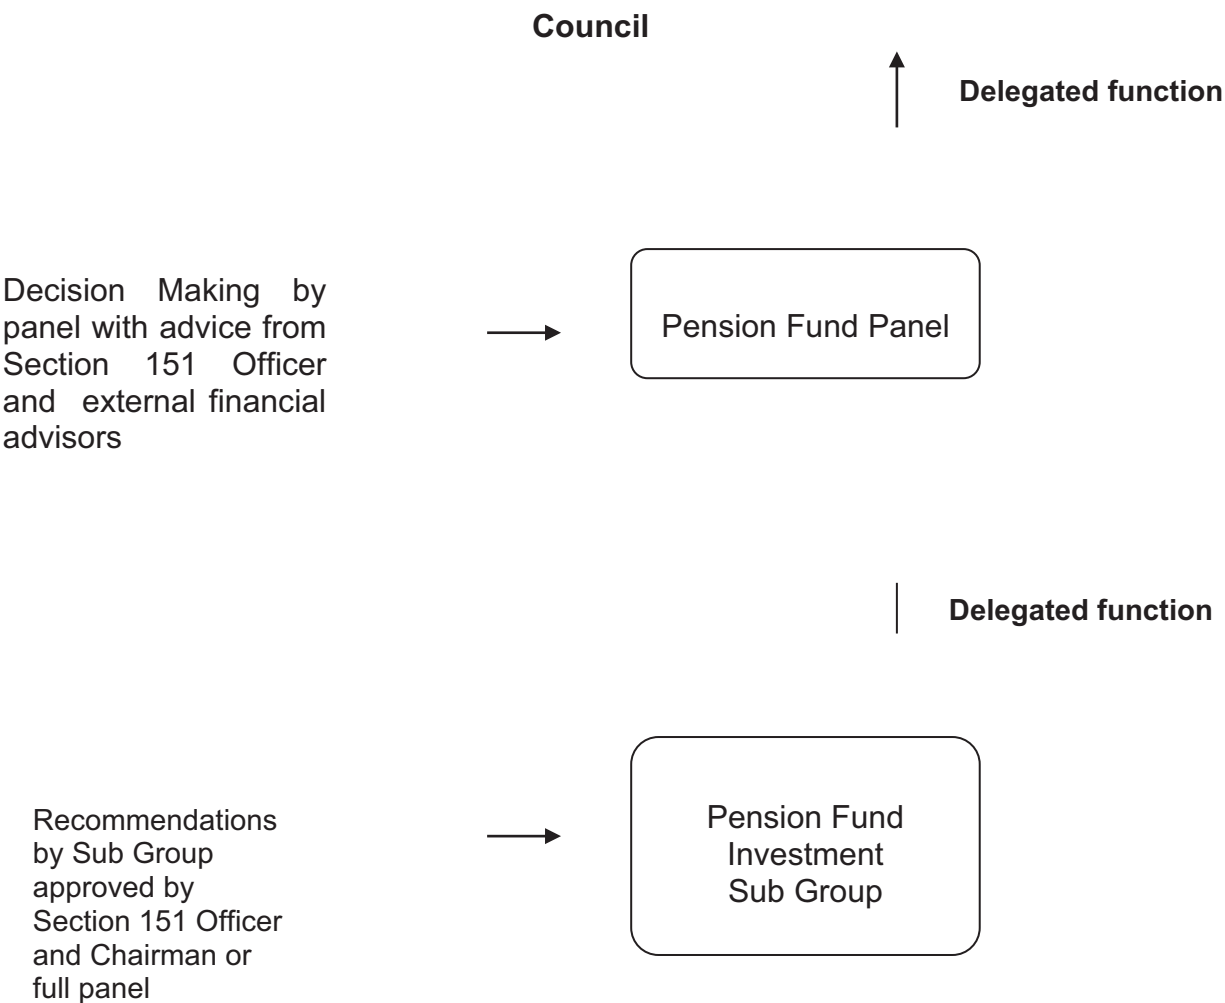 Council
Delegated function
Decision Making by
panel with advice from
Section 151 Officer
and external financial
advisors
Pension Fund Panel
Delegated function
Recommendations
by Sub Group
approved by
Section 151 Officer
and Chairman or
full panel
Pension Fund
Investment
Sub Group